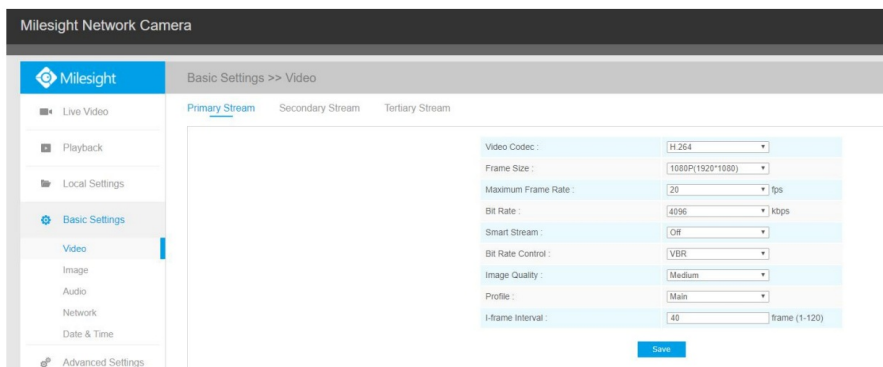 Milesight Network Camera
Milesight
Basic Settings >> Video
Live Video
Playback
Local Settings
Basic Settings
Video
Image
Audio
Network
Date & Time
Advanced Settings
Primary Stream Secondary Stream Tertiary Stream
Video Codec : H.264
Frame Size : 1080P(1920*1080)
Maximum Frame Rate : 20 fps
Bit Rate : 4096 kbps
Smart Stream : Off
Bit Rate Control : VBR
Image Quality : Medium
Profile : Main
I-frame Interval : 40 frame (1-120)
Save